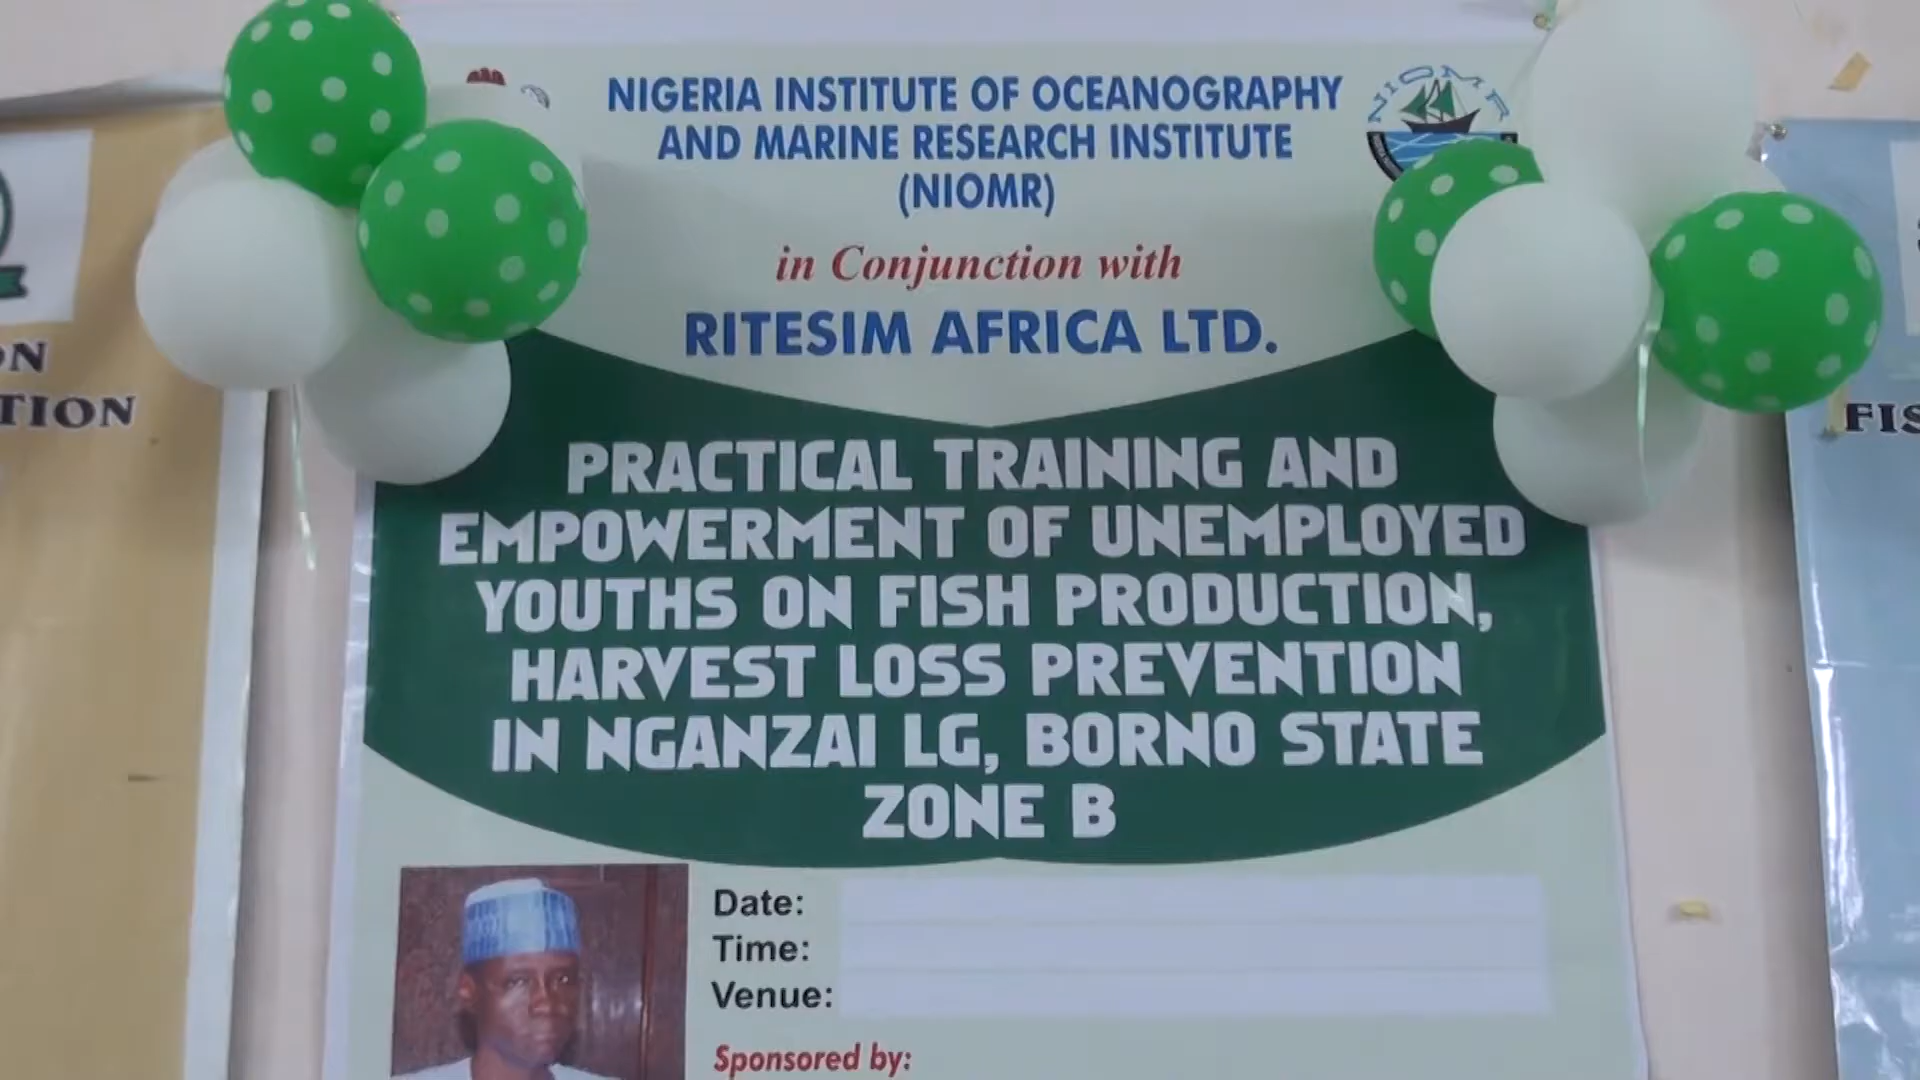 NIGERIA INSTITUTE OF OCEANOGRAPHY
AND MARINE RESEARCH INSTITUTE
(NIOMR)
NIOMR
in Conjunction with
RITESIM AFRICA LTD.
PRACTICAL TRAINING AND
EMPOWERMENT OF UNEMPLOYED
YOUTHS ON FISH PRODUCTION,
HARVEST LOSS PREVENTION
IN NGANZAI LG, BORNO STATE
ZONE B
Date:
Time:
Venue:
Sponsored by:
ON
TION
FIS